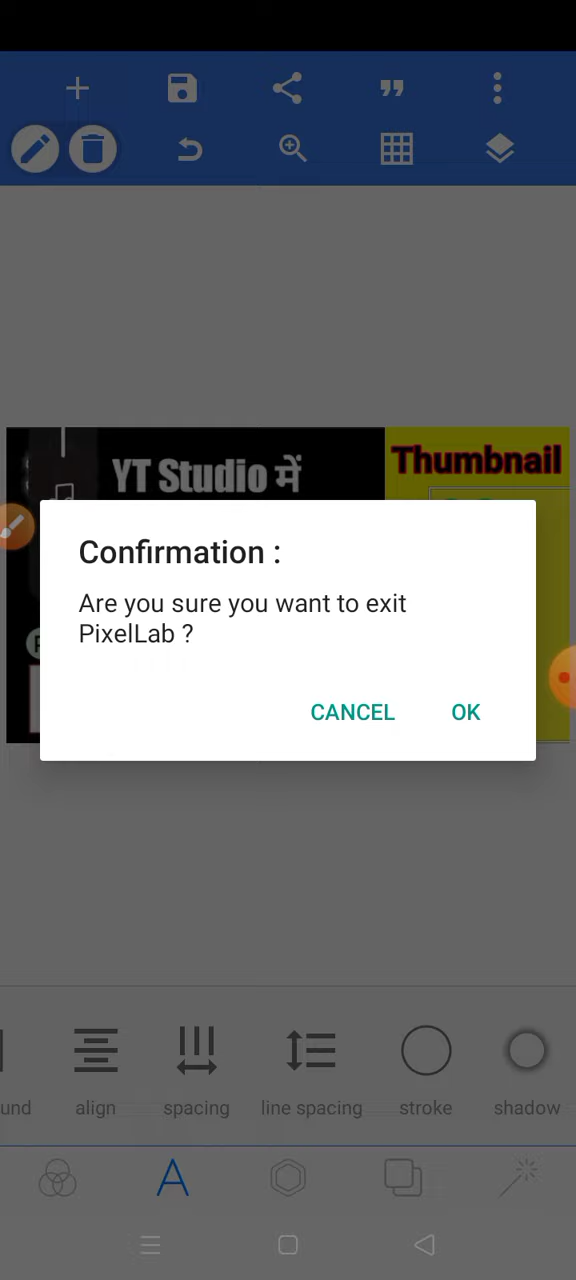 YT Studio में
Thumbnail
Confirmation :
Are you sure you want to exit
PixelLab ?
CANCEL OK
und align spacing line spacing stroke shadow